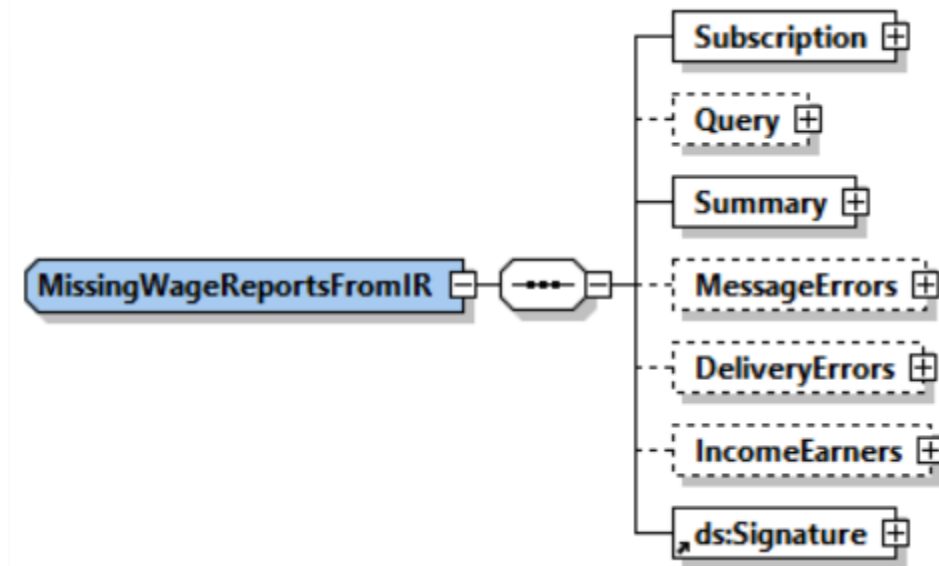 Subscription
Query
Summary
MissingWageReportsFromIR
MessageErrors
DeliveryErrors
IncomeEarners
ds:Signature